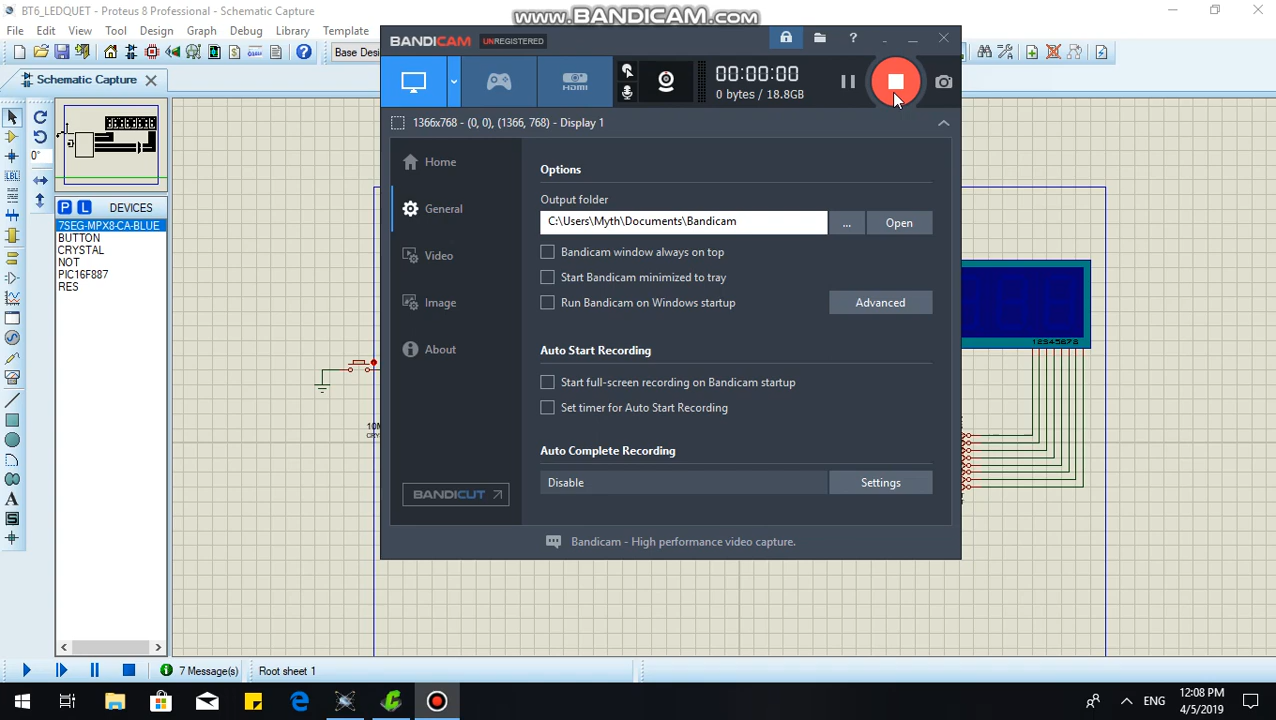 BT6_LEDQUET - Proteus 8 Professional - Schematic Capture
www.BANDICAM.com
File
Edit
View
Tool
Design
Graph
Debug
Library
Template
Base Desi
Schematic Capture
0°
P L DEVICES
7SEG-MPX8-CA-BLUE
BUTTON
CRYSTAL
NOT
PIC16F887
RES
BANDICAM UNREGISTERED
HDMI
00:00:00
0 bytes / 18.8GB
1366x768 - (0, 0), (1366, 768) - Display 1
Home
General
Video
Image
About
BANDICUT
Options
Output folder
C:\Users\Myth\Documents\Bandicam
...
Open
Bandicam window always on top
Start Bandicam minimized to tray
Run Bandicam on Windows startup
Advanced
Auto Start Recording
Start full-screen recording on Bandicam startup
Set timer for Auto Start Recording
Auto Complete Recording
Disable
Settings
Bandicam - High performance video capture.
12345678
7 Message(s)
Root sheet 1
ENG
12:08 PM
4/5/2019